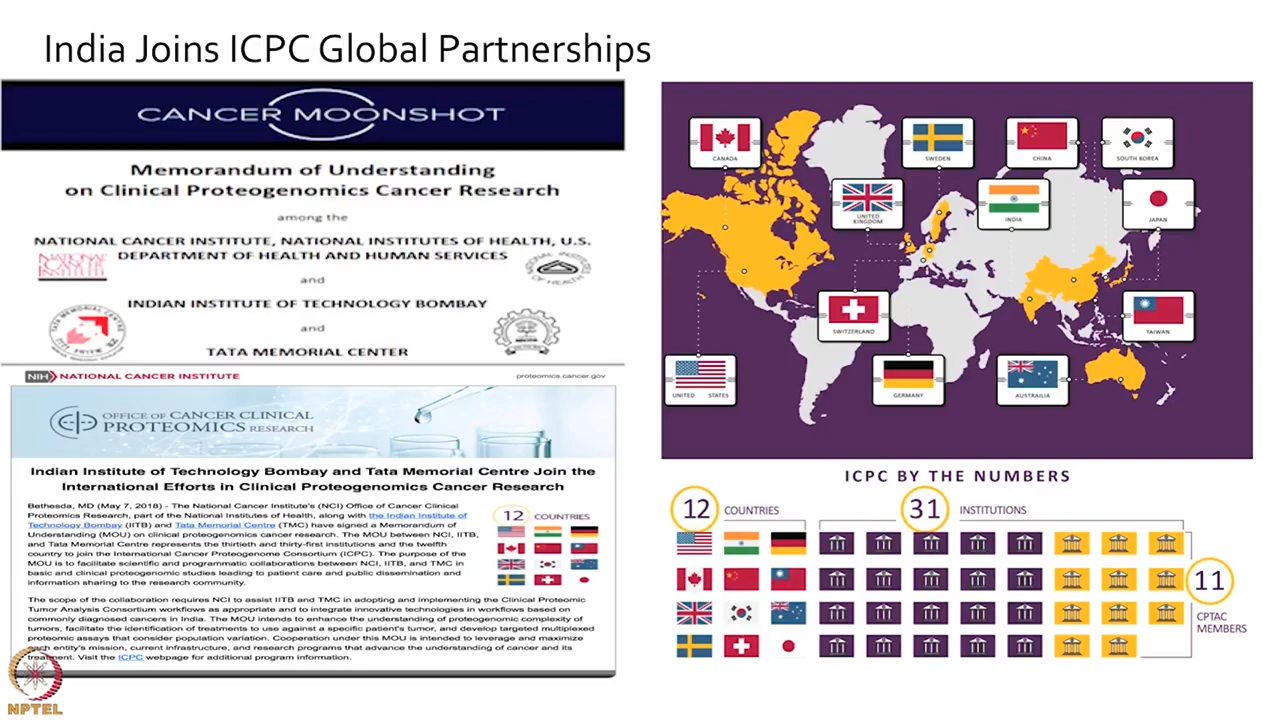 India Joins ICPC Global Partnerships
CANCER MOONSHOT
Memorandum of Understanding
on Clinical Proteogenomics Cancer Research
among the
NATIONAL CANCER INSTITUTE, NATIONAL INSTITUTES OF HEALTH, U.S.
DEPARTMENT OF HEALTH AND HUMAN SERVICES
NATIONAL
CANCER
INSTITUTE
and
INDIAN INSTITUTE OF TECHNOLOGY BOMBAY
and
TATA MEMORIAL CENTER
NIH NATIONAL CANCER INSTITUTE
proteomics.cancer.gov
OFFICE OF CANCER CLINICAL
PROTEOMICS RESEARCH
Indian Institute of Technology Bombay and Tata Memorial Centre Join the
International Efforts in Clinical Proteogenomics Cancer Research
Bethesda, MD (May 7, 2018) - The National Cancer Institute's (NCI) Office of Cancer Clinical
Proteomics Research, part of the National Institutes of Health, along with the Indian Institute of
Technology Bombay (IITB) and Tata Memorial Centre (TMC) have signed a Memorandum of
Understanding (MOU) on clinical proteogenomics cancer research. The MOU between NCI, IITB,
and Tata Memorial Centre represents the thirtieth and thirty-first institutions and the twelfth
country to join the International Cancer Proteogenome Consortium (ICPC). The purpose of the
MOU is to facilitate scientific and programmatic collaborations between NCI, IITB, and TMC in
basic and clinical proteogenomic studies leading to patient care and public dissemination and
information sharing to the research community.
12 COUNTRIES
The scope of the collaboration requires NCI to assist IITB and TMC in adopting and implementing the Clinical Proteomic
Tumor Analysis Consortium workflows as appropriate and to integrate innovative technologies in workflows based on
commonly diagnosed cancers in India. The MOU intends to enhance the understanding of proteogenomic complexity of
tumors, facilitate the identification of treatments to use against a specific patient's tumor, and develop targeted multiplexed
proteomic assays that consider population variation. Cooperation under this MOU is intended to leverage and maximize
each entity's mission, current infrastructure, and research programs that advance the understanding of cancer and its
treatment. Visit the ICPC webpage for additional program information.
NPTEL
CANADA
SWEDEN
CHINA
SOUTH KOREA
UNITED
KINGDOM
INDIA
JAPAN
SWITZERLAND
TAIWAN
UNITED STATES
GERMANY
AUSTRAILIA
ICPC BY THE NUMBERS
12 COUNTRIES
31 INSTITUTIONS
11
CPTAC
MEMBERS